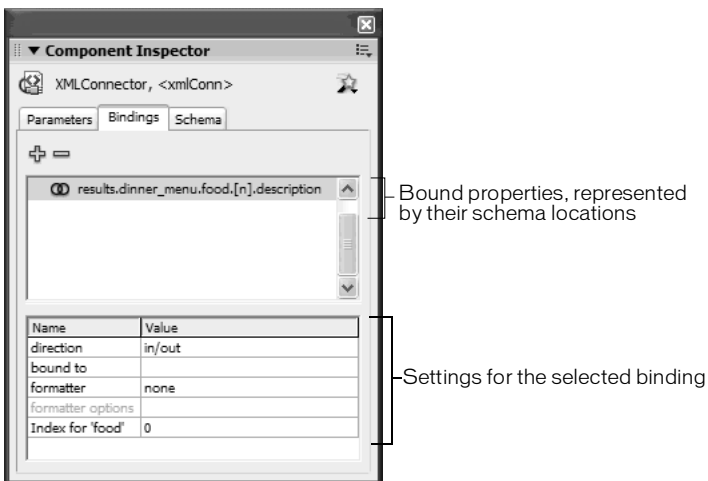 Component Inspector
XMLConnector, <xmlConn>
Parameters Bindings Schema
results.dinner_menu.food.[n].description
Bound properties, represented
by their schema locations
Name Value
direction in/out
bound to
formatter none
formatter options
Index for 'food' 0
Settings for the selected binding